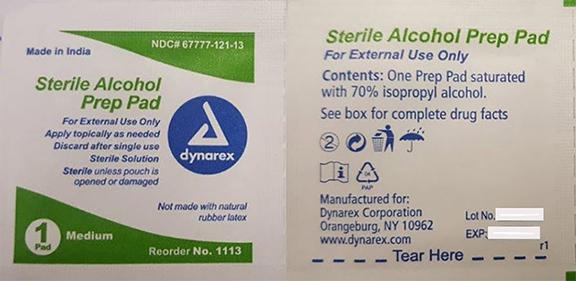 Made in India
NDC# 67777-121-13
Sterile Alcohol
Prep Pad
For External Use Only
Apply topically as needed
Discard after single use
Sterile Solution
Sterile unless pouch is
opened or damaged
dynarex
Not made with natural
rubber latex
1
Pad
Medium
Reorder No. 1113
Sterile Alcohol Prep Pad
For External Use Only
Contents: One Prep Pad saturated
with 70% isopropyl alcohol.
See box for complete drug facts
2
PAP
Manufactured for:
Dynarex Corporation
Orangeburg, NY 10962
www.dynarex.com
Lot No.
EXP:
r1
Tear Here